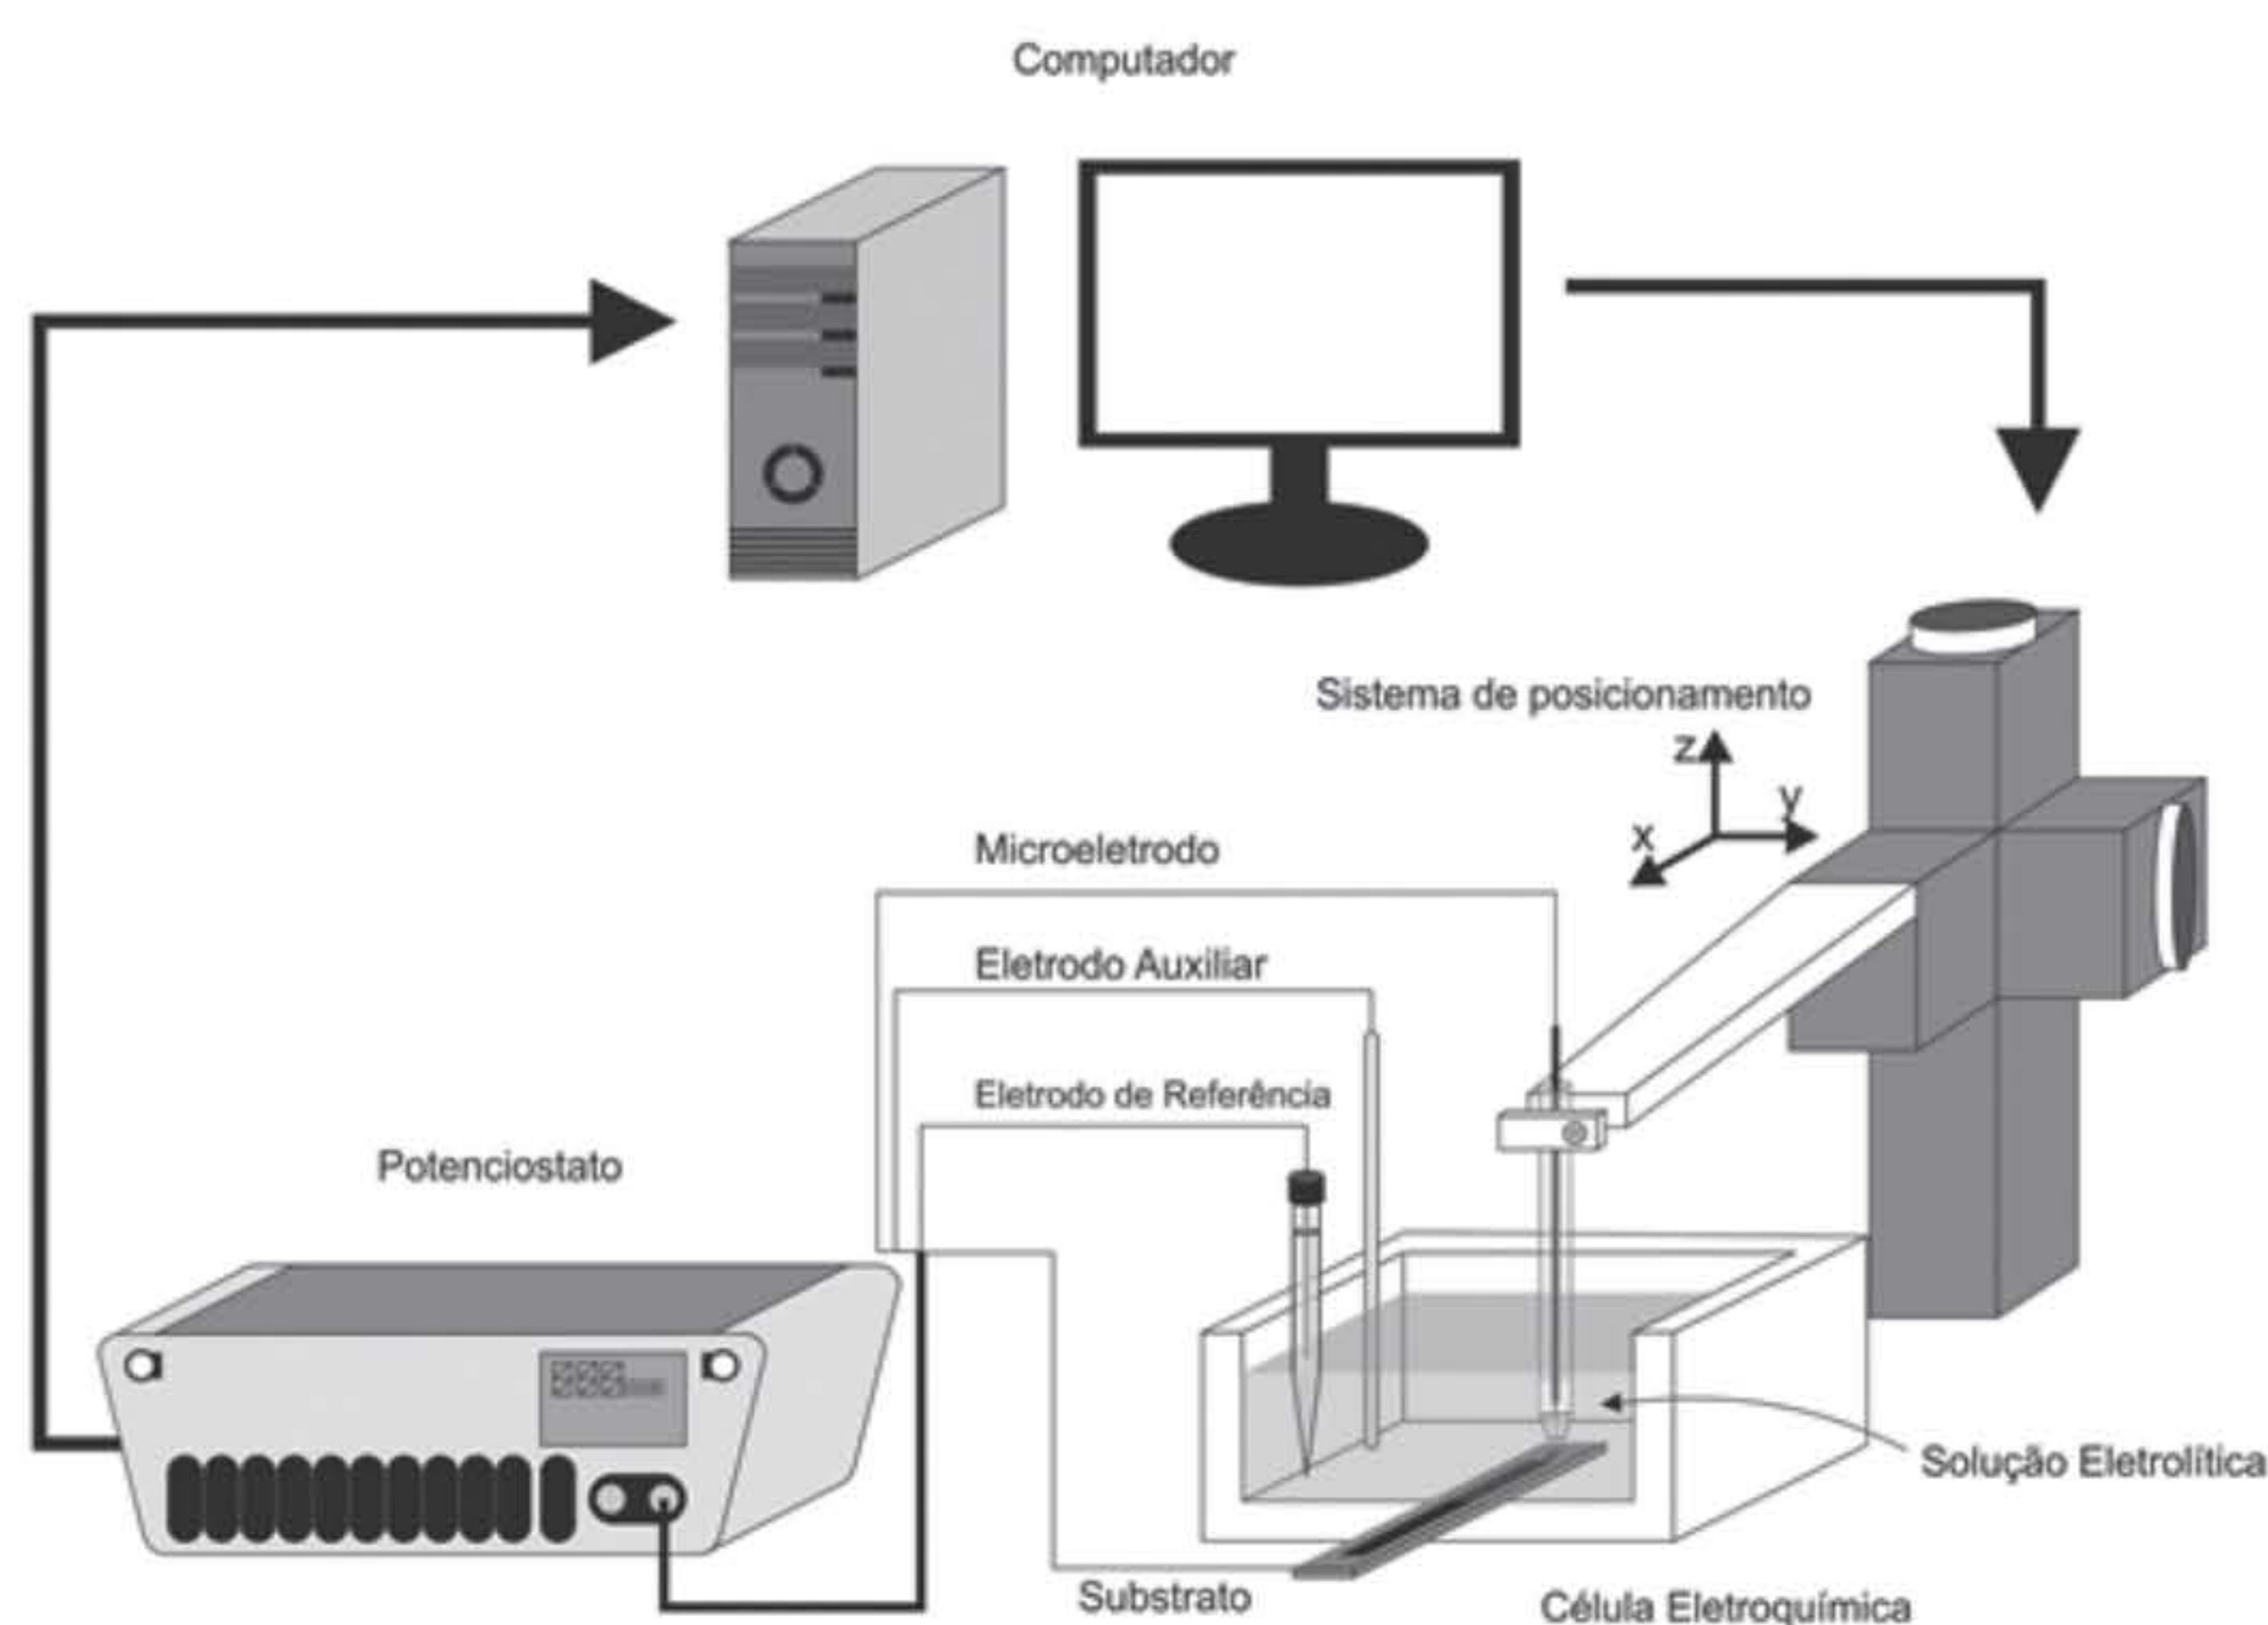 Computador
Sistema de posicionamento
z
y
x
Microeletrodo
Eletrodo Auxiliar
Eletrodo de Referência
Potenciostato
Solução Eletrolítica
Substrato
Célula Eletroquímica